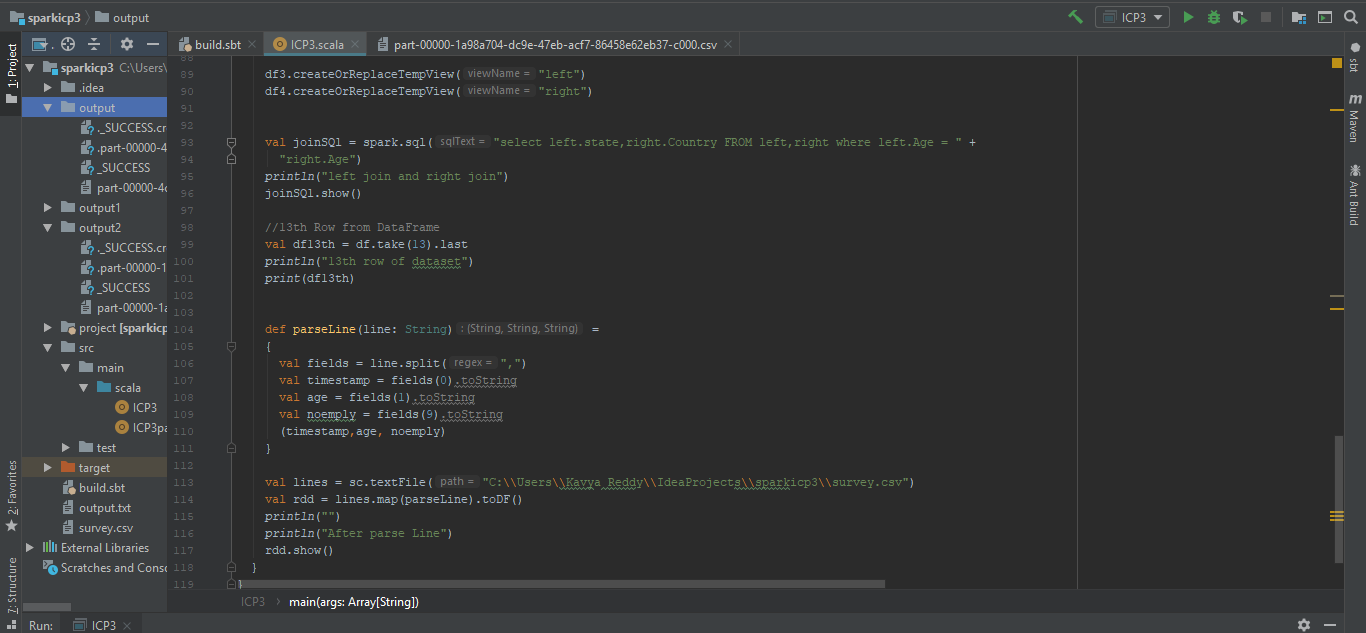 sparkicp3 output
ICP3
1: Project
build.sbt
ICP3.scala
part-00000-1a98a704-dc9e-47eb-acf7-86458e62eb37-c000.csv
sparkicp3 C:\Users\
.idea
output
._SUCCESS.cr
.part-00000-4
_SUCCESS
part-00000-4c
output1
output2
._SUCCESS.cr
.part-00000-1
_SUCCESS
part-00000-1a
project [sparkicp
src
main
scala
ICP3
ICP3pa
test
target
build.sbt
output.txt
survey.csv
External Libraries
Scratches and Conso
2: Favorites
7: Structure
88
89 df3.createOrReplaceTempView( viewName = "left")
90 df4.createOrReplaceTempView( viewName = "right")
91
92
93 val joinSQl = spark.sql( sqlText = "select left.state,right.Country FROM left,right where left.Age = " +
94 "right.Age")
95 println("left join and right join")
96 joinSQl.show()
97
98 //13th Row from DataFrame
99 val df13th = df.take(13).last
100 println("13th row of dataset")
101 print(df13th)
102
103
104 def parseLine(line: String) : (String, String, String) =
105 {
106 val fields = line.split( regex = ",")
107 val timestamp = fields(0).toString
108 val age = fields(1).toString
109 val noemply = fields(9).toString
110 (timestamp,age, noemply)
111 }
112
113 val lines = sc.textFile( path = "C:\\Users\\Kavya Reddy\\IdeaProjects\\sparkicp3\\survey.csv")
114 val rdd = lines.map(parseLine).toDF()
115 println("")
116 println("After parse Line")
117 rdd.show()
118 }
119 }
ICP3 › main(args: Array[String])
sbt
m Maven
Ant Build
Run: ICP3